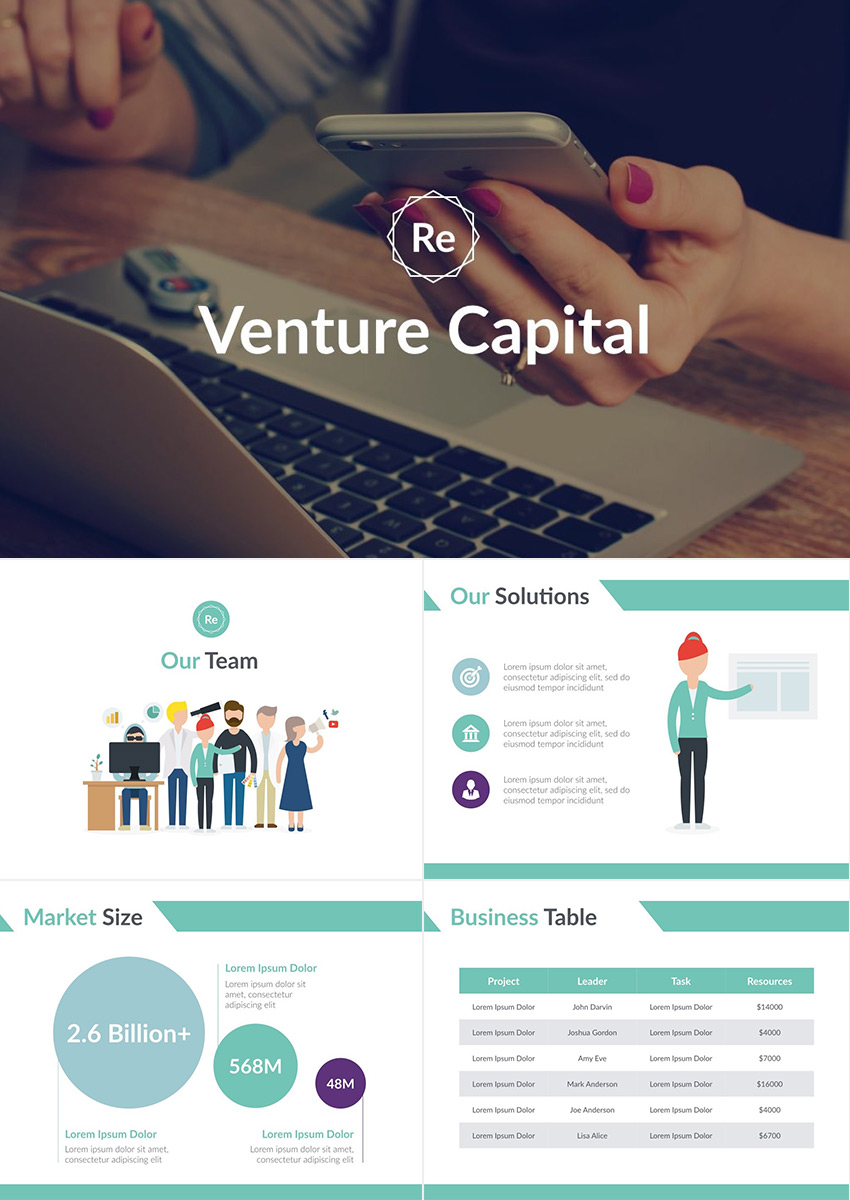 Re
Venture Capital
Re
Our Team
Our Solutions
Lorem ipsum dolor sit amet,
consectetur adipiscing elit, sed do
eiusmod tempor incididunt
Lorem ipsum dolor sit amet,
consectetur adipiscing elit, sed do
eiusmod tempor incididunt
Lorem ipsum dolor sit amet,
consectetur adipiscing elit, sed do
eiusmod tempor incididunt
Market Size
2.6 Billion+
Lorem Ipsum Dolor
Lorem ipsum dolor sit
amet, consectetur
adipiscing elit
568M
48M
Lorem Ipsum Dolor
Lorem ipsum dolor sit amet,
consectetur adipiscing elit
Lorem Ipsum Dolor
Lorem ipsum dolor sit amet,
consectetur adipiscing elit
Business Table
Project Leader Task Resources
Lorem Ipsum Dolor John Darvin Lorem Ipsum Dolor $14000
Lorem Ipsum Dolor Joshua Gordon Lorem Ipsum Dolor $4000
Lorem Ipsum Dolor Amy Eve Lorem Ipsum Dolor $7000
Lorem Ipsum Dolor Mark Anderson Lorem Ipsum Dolor $16000
Lorem Ipsum Dolor Joe Anderson Lorem Ipsum Dolor $4000
Lorem Ipsum Dolor Lisa Alice Lorem Ipsum Dolor $6700